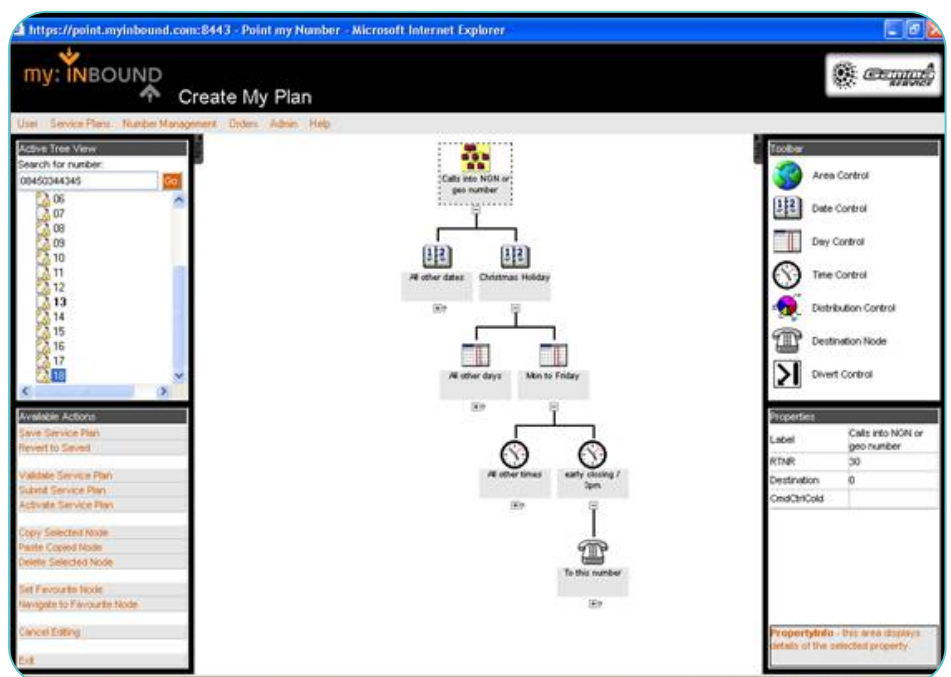 https://point.myinbound.com:8443 - Point my Number - Microsoft Internet Explorer
my: INBOUND
Create My Plan
Gamma
SERVICE
User Service Plans Number Management Orders Admin Help
Active Tree View
Search for number:
08450344345 Go
06
07
08
09
10
11
12
13
14
15
16
17
18
Available Actions
Save Service Plan
Revert to Saved
Validate Service Plan
Submit Service Plan
Activate Service Plan
Copy Selected Node
Paste Copied Node
Delete Selected Node
Set Favourite Node
Navigate to Favourite Node
Cancel Editing
Exit
Calls into NGN or
geo number
All other dates
Christmas Holiday
All other days
Mon to Friday
All other times
early closing /
3pm
To this number
Toolbar
Area Control
Date Control
Day Control
Time Control
Distribution Control
Destination Node
Divert Control
Properties
Label Calls into NGN or
geo number
RTNR 30
Destination 0
CmdCtrlCold
PropertyInfo - this area displays
details of the selected property.